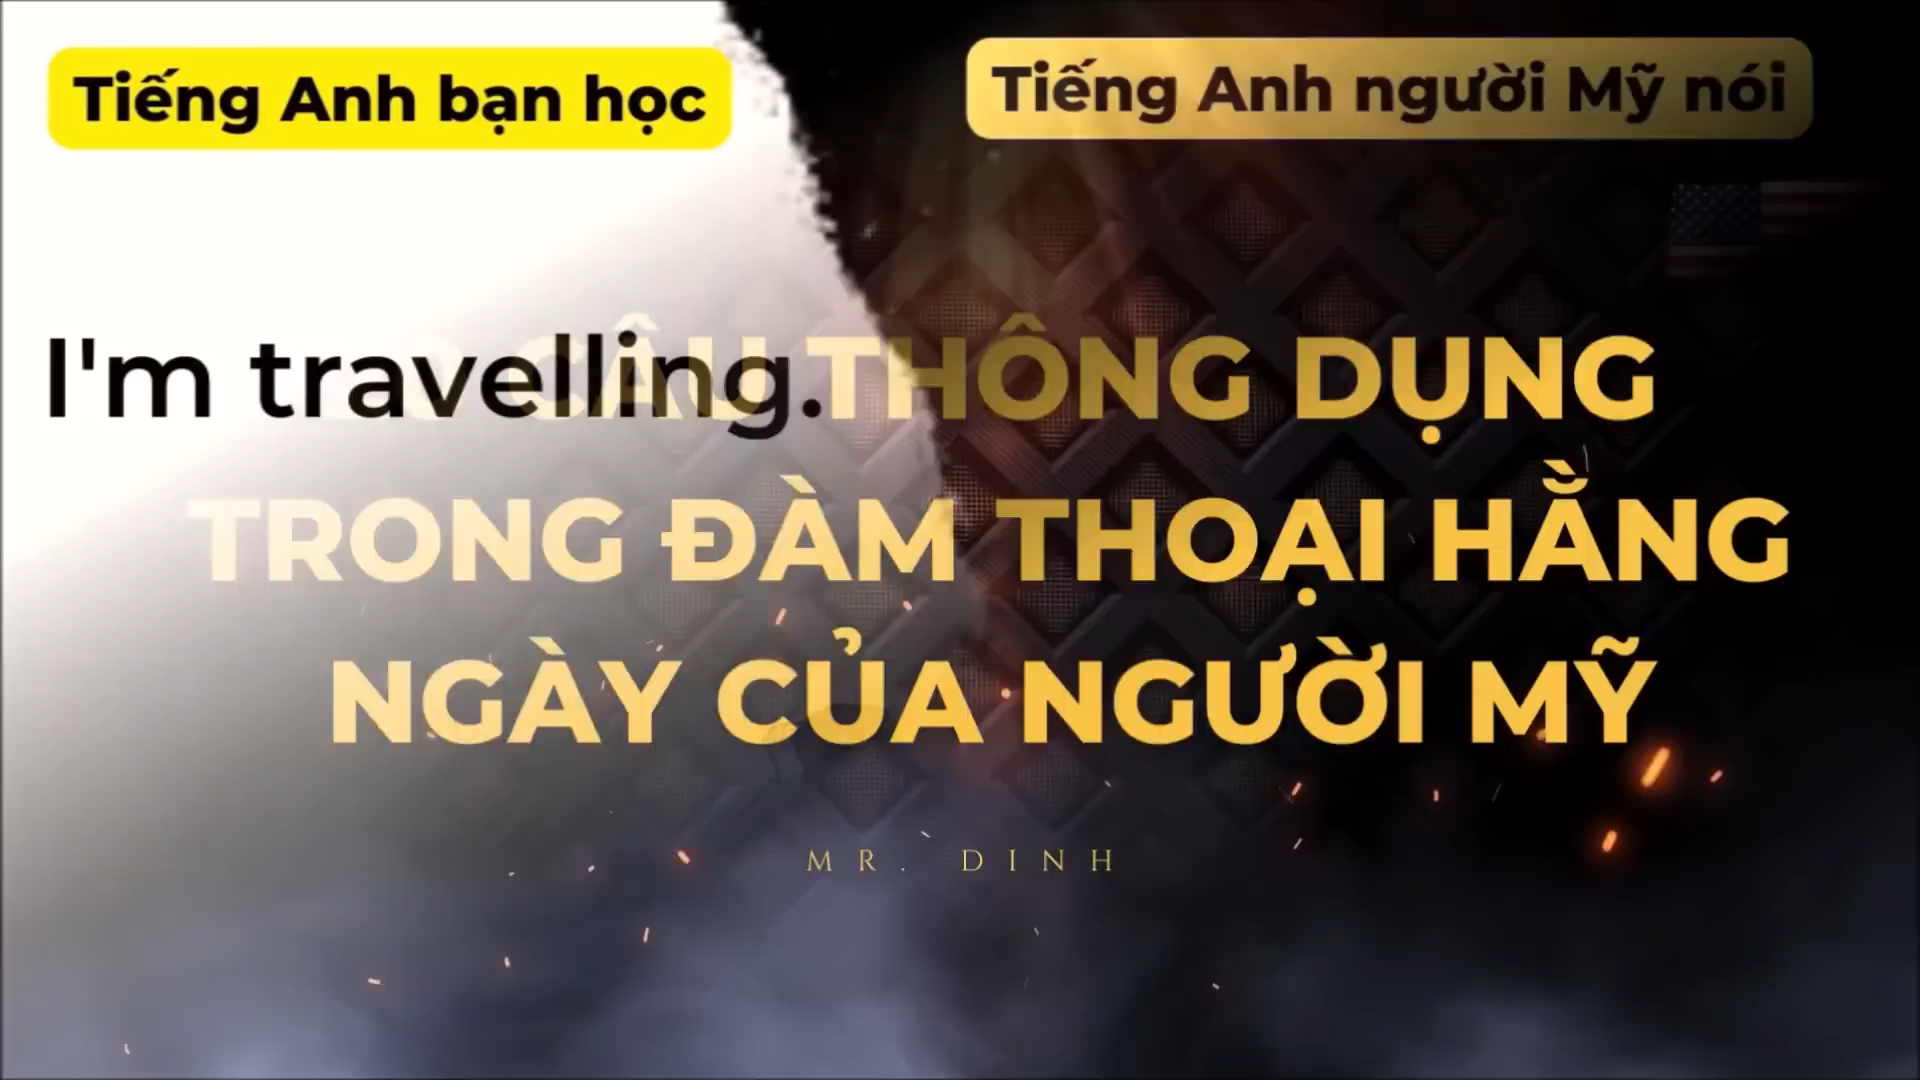 Tiếng Anh bạn học
Tiếng Anh người Mỹ nói
I'm travelling.
CÂU THÔNG DỤNG
TRONG ĐÀM THOẠI HẰNG
NGÀY CỦA NGƯỜI MỸ
MR. DINH